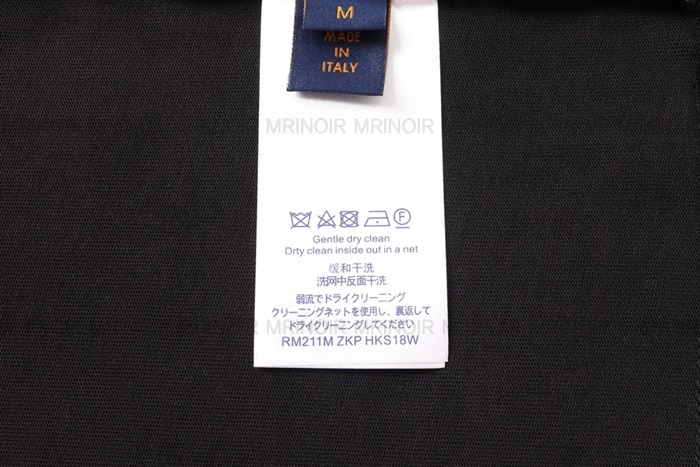 M
MADE
IN
ITALY
MRINOIR MRINOIR
Gentle dry clean
Drty clean inside out in a net
缓和干洗
洗网中反面干洗
弱流でドライクリーニング
クリーニングネットを使用し、裏返して
ドライクリーニングしてください
MRINOIR MRINOIR
RM211M ZKP HKS18W